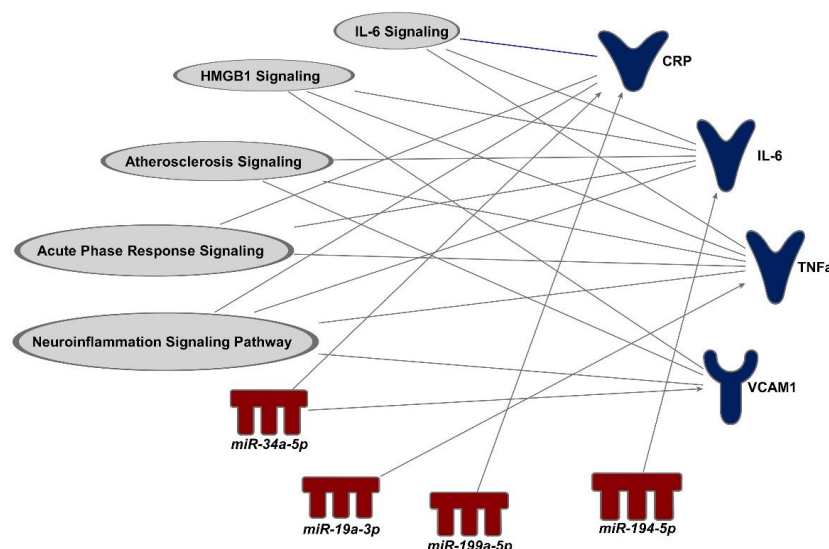 IL-6 Signaling
CRP
HMGB1 Signaling
Atherosclerosis Signaling
IL-6
Acute Phase Response Signaling
TNFa
Neuroinflammation Signaling Pathway
VCAM1
miR-34a-5p
miR-19a-3p
miR-199a-5p
miR-194-5p